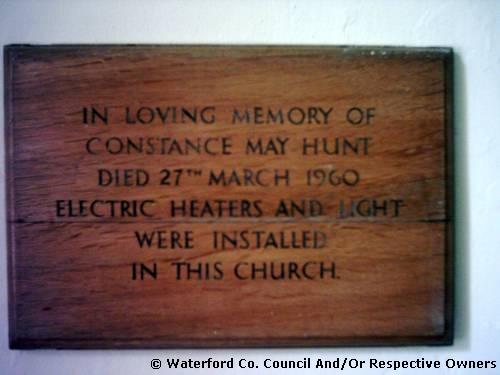 IN LOVING MEMORY OF
CONSTANCE MAY HUNT
DIED 27TH MARCH 1960
ELECTRIC HEATERS AND LIGHT
WERE INSTALLED
IN THIS CHURCH.
© Waterford Co. Council And/Or Respective Owners